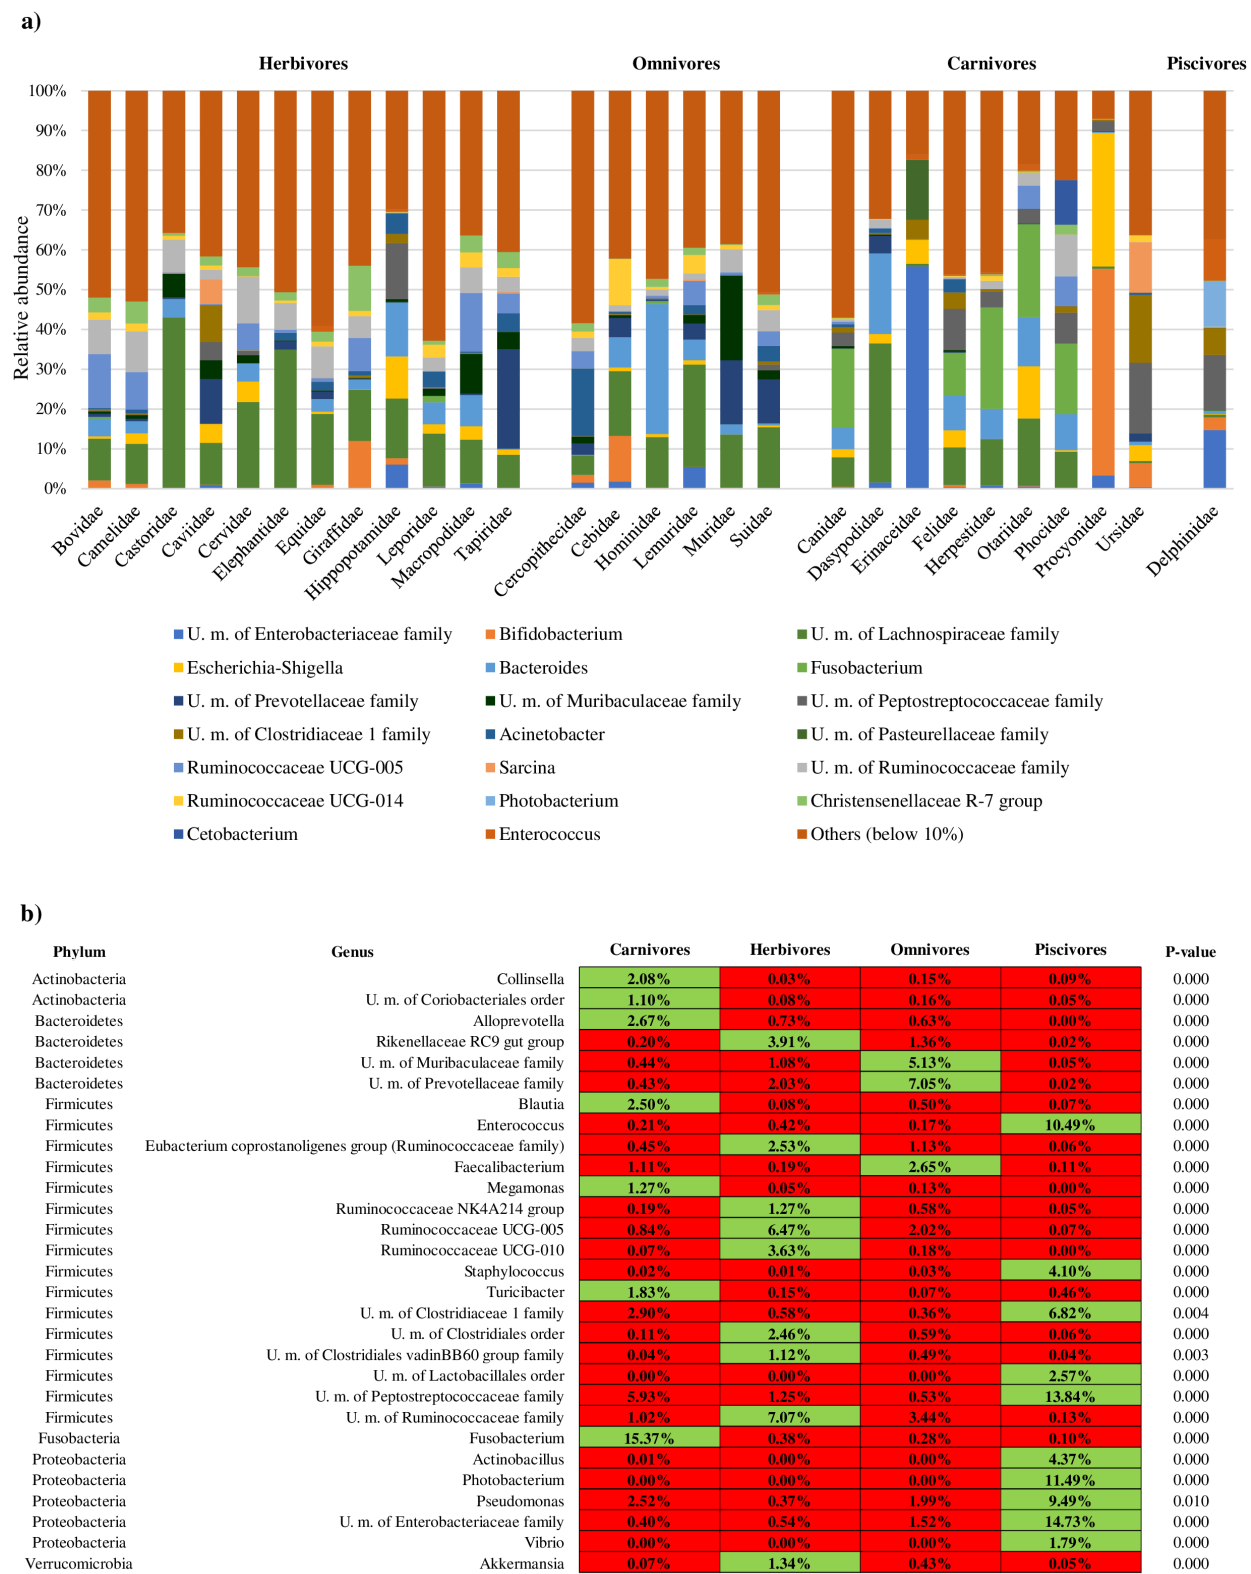 a)
Herbivores Omnivores Carnivores Piscivores
100%
90%
80%
70%
60%
50%
40%
30%
20%
10%
0%
Relative abundance
Bovidae Camelidae Castoridae Caviidae Cervidae Elephantidae Equidae Giraffidae Hippopotamidae Leporidae Macropodidae Tapiridae Cercopithecidae Cebidae Hominidae Lemuridae Muridae Suidae Canidae Dasypodidae Erinaceidae Felidae Herpestidae Otariidae Phocidae Procyonidae Ursidae Delphinidae
U. m. of Enterobacteriaceae family Bifidobacterium U. m. of Lachnospiraceae family
Escherichia-Shigella Bacteroides Fusobacterium
U. m. of Prevotellaceae family U. m. of Muribaculaceae family U. m. of Peptostreptococcaceae family
U. m. of Clostridiaceae 1 family Acinetobacter U. m. of Pasteurellaceae family
Ruminococcaceae UCG-005 Sarcina U. m. of Ruminococcaceae family
Ruminococcaceae UCG-014 Photobacterium Christensenellaceae R-7 group
Cetobacterium Enterococcus Others (below 10%)
b)
Phylum Genus Carnivores Herbivores Omnivores Piscivores P-value
Actinobacteria Collinsella 2.08% 0.03% 0.15% 0.09% 0.000
Actinobacteria U. m. of Coriobacteriales order 1.10% 0.08% 0.16% 0.05% 0.000
Bacteroidetes Alloprevotella 2.67% 0.73% 0.63% 0.00% 0.000
Bacteroidetes Rikenellaceae RC9 gut group 0.20% 3.91% 1.36% 0.02% 0.000
Bacteroidetes U. m. of Muribaculaceae family 0.44% 1.08% 5.13% 0.05% 0.000
Bacteroidetes U. m. of Prevotellaceae family 0.43% 2.03% 7.05% 0.02% 0.000
Firmicutes Blautia 2.50% 0.08% 0.50% 0.07% 0.000
Firmicutes Enterococcus 0.21% 0.42% 0.17% 10.49% 0.000
Firmicutes Eubacterium coprostanoligenes group (Ruminococcaceae family) 0.45% 2.53% 1.13% 0.06% 0.000
Firmicutes Faecalibacterium 1.11% 0.19% 2.65% 0.11% 0.000
Firmicutes Megamonas 1.27% 0.05% 0.13% 0.00% 0.000
Firmicutes Ruminococcaceae NK4A214 group 0.19% 1.27% 0.58% 0.05% 0.000
Firmicutes Ruminococcaceae UCG-005 0.84% 6.47% 2.02% 0.07% 0.000
Firmicutes Ruminococcaceae UCG-010 0.07% 3.63% 0.18% 0.00% 0.000
Firmicutes Staphylococcus 0.02% 0.01% 0.03% 4.10% 0.000
Firmicutes Turicibacter 1.83% 0.15% 0.07% 0.46% 0.000
Firmicutes U. m. of Clostridiaceae 1 family 2.90% 0.58% 0.36% 6.82% 0.004
Firmicutes U. m. of Clostridiales order 0.11% 2.46% 0.59% 0.06% 0.000
Firmicutes U. m. of Clostridiales vadinBB60 group family 0.04% 1.12% 0.49% 0.04% 0.003
Firmicutes U. m. of Lactobacillales order 0.00% 0.00% 0.00% 2.57% 0.000
Firmicutes U. m. of Peptostreptococcaceae family 5.93% 1.25% 0.53% 13.84% 0.000
Firmicutes U. m. of Ruminococcaceae family 1.02% 7.07% 3.44% 0.13% 0.000
Fusobacteria Fusobacterium 15.37% 0.38% 0.28% 0.10% 0.000
Proteobacteria Actinobacillus 0.01% 0.00% 0.00% 4.37% 0.000
Proteobacteria Photobacterium 0.00% 0.00% 0.00% 11.49% 0.000
Proteobacteria Pseudomonas 2.52% 0.37% 1.99% 9.49% 0.010
Proteobacteria U. m. of Enterobacteriaceae family 0.40% 0.54% 1.52% 14.73% 0.000
Proteobacteria Vibrio 0.00% 0.00% 0.00% 1.79% 0.000
Verrucomicrobia Akkermansia 0.07% 1.34% 0.43% 0.05% 0.000